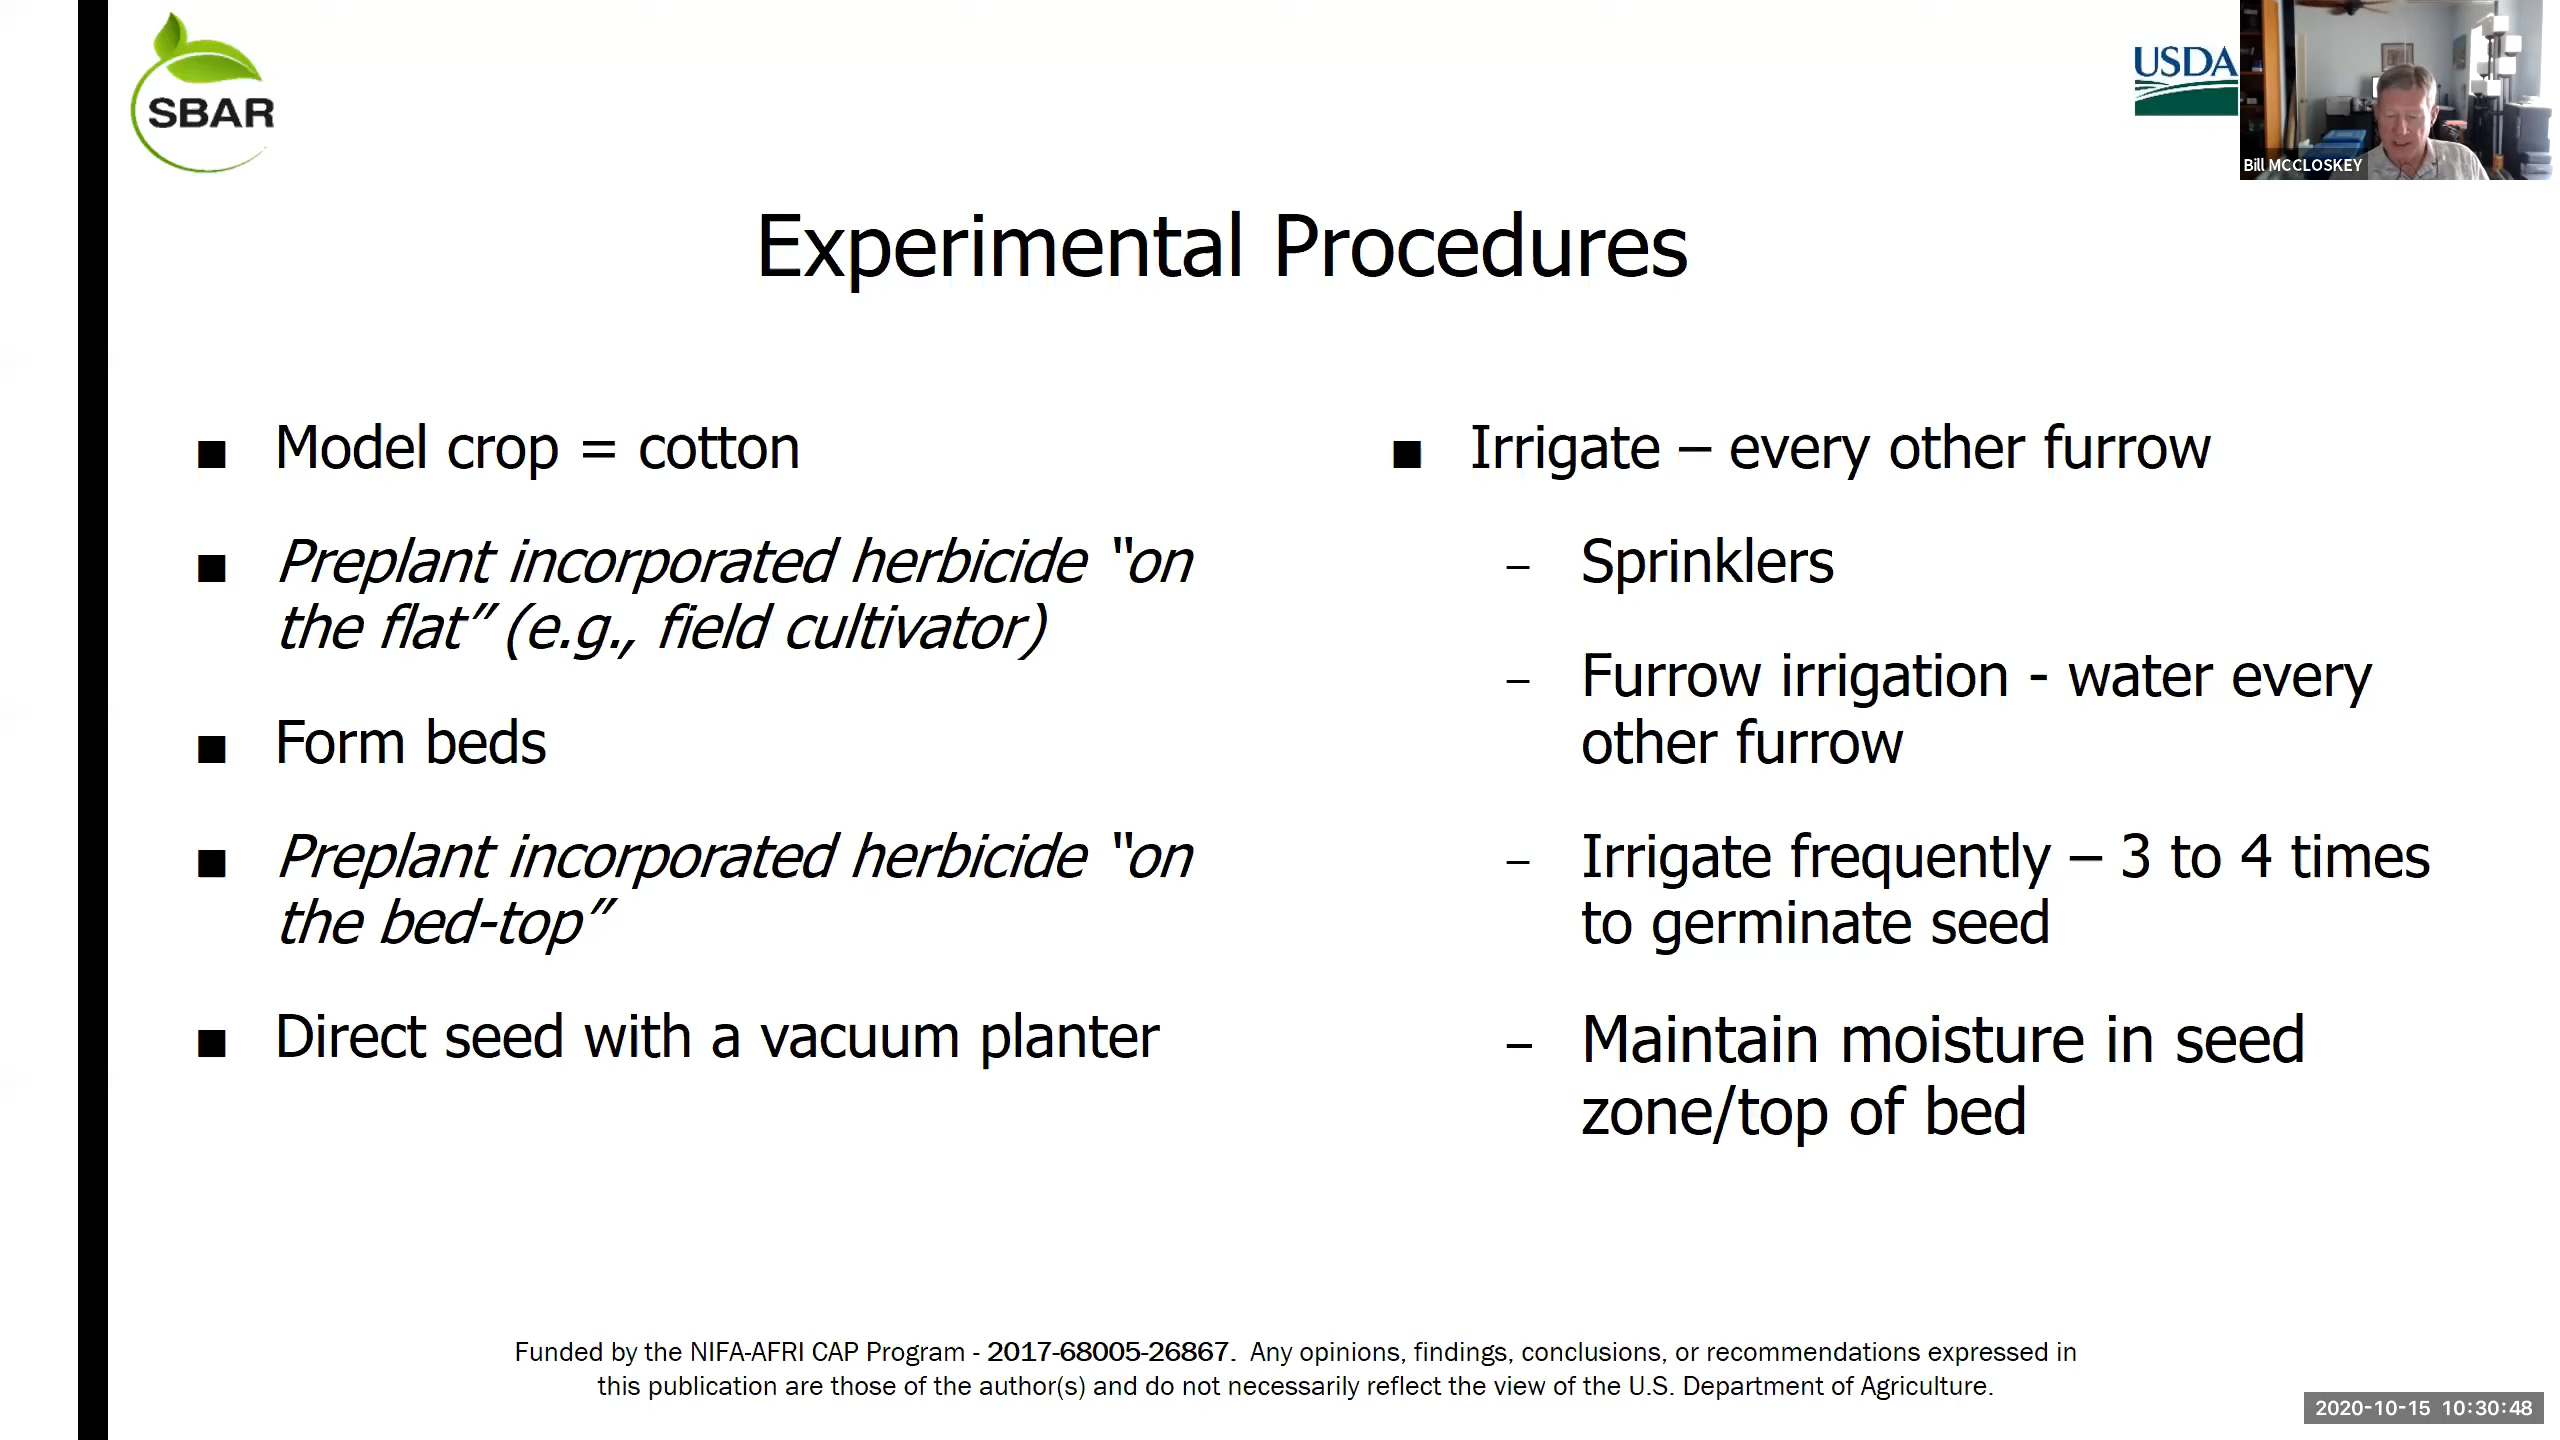 SBAR
USDA
Bill MCCLOSKEY
Experimental Procedures
■ Model crop = cotton
■ Preplant incorporated herbicide “on
the flat” (e.g., field cultivator)
■ Form beds
■ Preplant incorporated herbicide “on
the bed-top”
■ Direct seed with a vacuum planter
■ Irrigate – every other furrow
– Sprinklers
– Furrow irrigation - water every
other furrow
– Irrigate frequently – 3 to 4 times
to germinate seed
– Maintain moisture in seed
zone/top of bed
Funded by the NIFA-AFRI CAP Program - 2017-68005-26867.  Any opinions, findings, conclusions, or recommendations expressed in
this publication are those of the author(s) and do not necessarily reflect the view of the U.S. Department of Agriculture.
2020-10-15 10:30:48